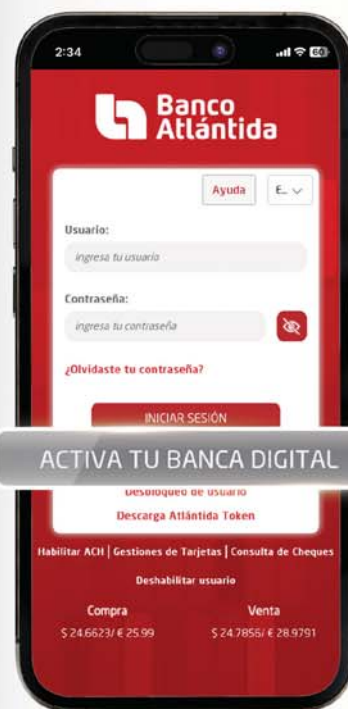 2:34
60
Banco
Atlántida
Ayuda
E...
Usuario:
ingresa tu usuario
Contraseña:
ingresa tu contraseña
¿Olvidaste tu contraseña?
INICIAR SESIÓN
ACTIVA TU BANCA DIGITAL
Desbloqueo de usuario
Descarga Atlántida Token
Habilitar ACH | Gestiones de Tarjetas | Consulta de Cheques
Deshabilitar usuario
Compra Venta
$ 24.6623/ € 25.99 $ 24.7855/ € 28.9791